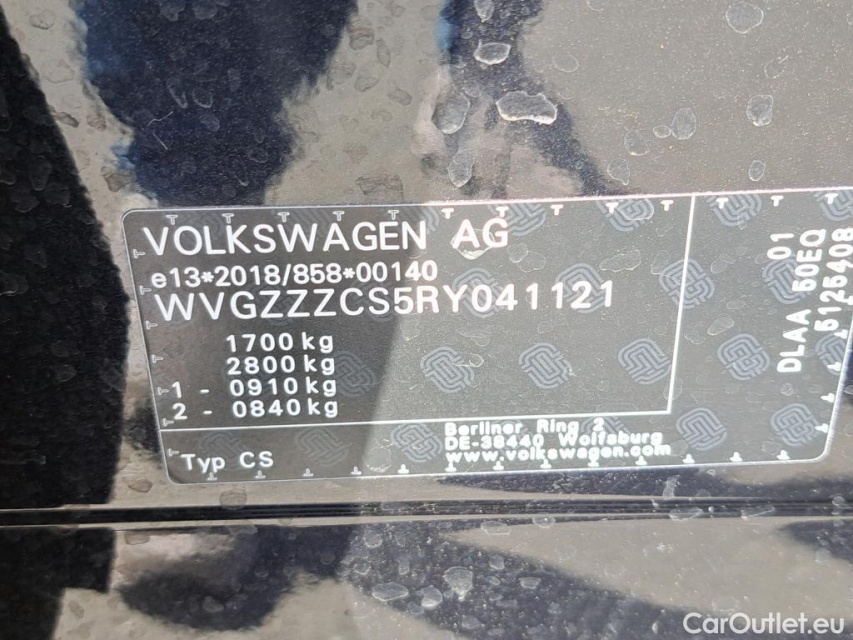 VOLKSWAGEN AG
e13*2018/858*00140
WVGZZZCS5RY041121
1700 kg
2800 kg
1 - 0910 kg
2 - 0840 kg
Typ CS
Berliner Ring 2
DE-38440 Wolfsburg
www.volkswagen.com
01
DLAA 50EQ
5125408
CarOutlet.eu